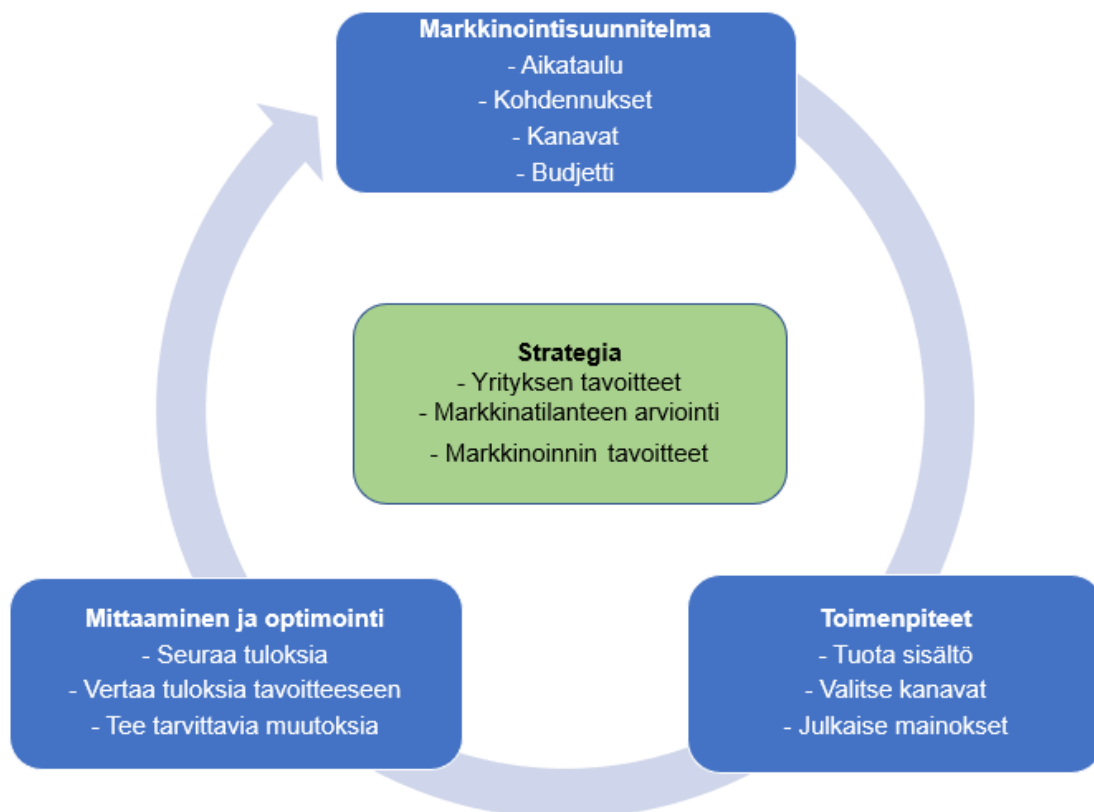 Markkinointisuunnitelma
- Aikataulu
- Kohdennukset
- Kanavat
- Budjetti
Strategia
- Yrityksen tavoitteet
- Markkinatilanteen arviointi
- Markkinoinnin tavoitteet
Mittaaminen ja optimointi
- Seuraa tuloksia
- Vertaa tuloksia tavoitteeseen
- Tee tarvittavia muutoksia
Toimenpiteet
- Tuota sisältö
- Valitse kanavat
- Julkaise mainokset